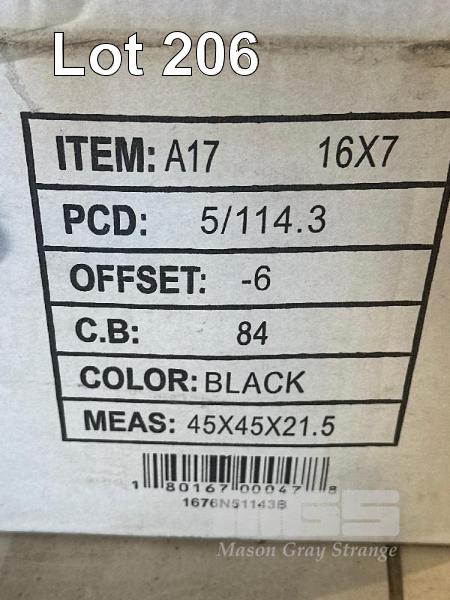 Lot 206
ITEM: A17 16X7
PCD: 5/114.3
OFFSET: -6
C.B: 84
COLOR: BLACK
MEAS: 45X45X21.5
1 80167 00047 8
1676N51143B
MGS
Mason Gray Strange